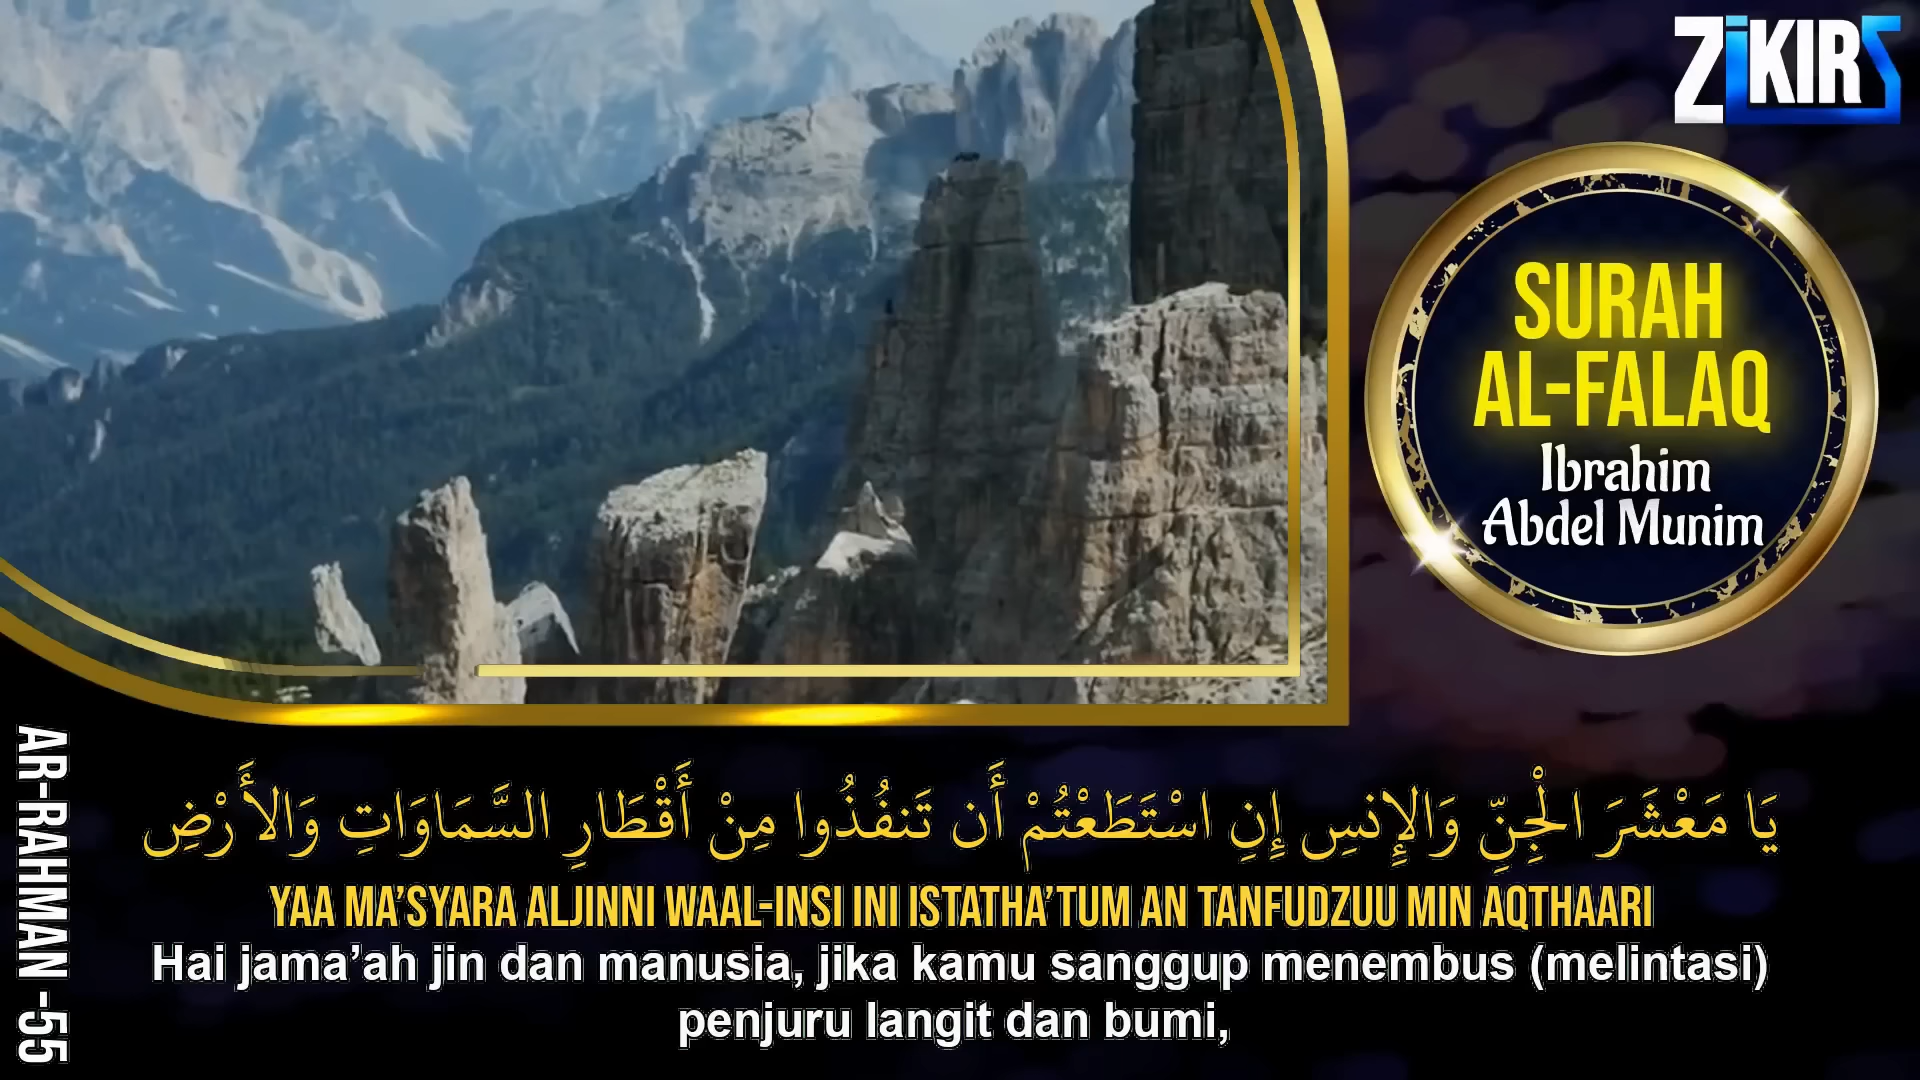 ZiKIRS
SURAH
AL-FALAQ
Ibrahim
Abdel Munim
AR-RAHMAN -55
يَا مَعْشَرَ الْجِنِّ وَالإِنسِ إِنِ اسْتَطَعْتُمْ أَن تَنفُذُوا مِنْ أَقْطَارِ السَّمَاوَاتِ وَالأَرْضِ
YAA MA’SYARA ALJINNI WAAL-INSI INI ISTATHA’TUM AN TANFUDZUU MIN AQTHAARI
Hai jama’ah jin dan manusia, jika kamu sanggup menembus (melintasi)
penjuru langit dan bumi,